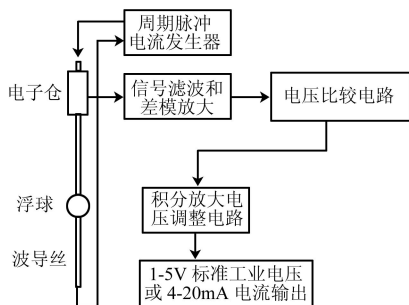 周期脉冲
电流发生器
电子仓
信号滤波和
差模放大
电压比较电路
积分放大电
压调整电路
浮球
波导丝
1-5V 标准工业电压
或 4-20mA 电流输出